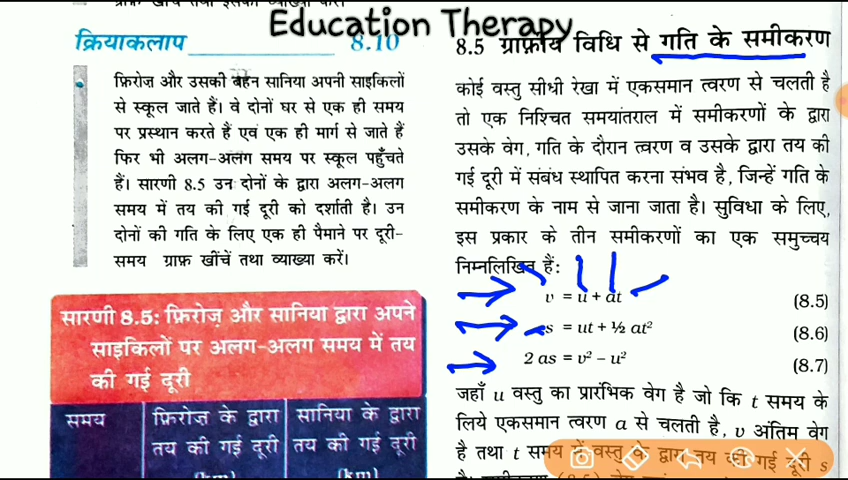 Education Therapy
क्रियाकलाप 8.10
फ़िरोज़ और उसकी बहन सानिया अपनी साइकिलों
से स्कूल जाते हैं। वे दोनों घर से एक ही समय
पर प्रस्थान करते हैं एवं एक ही मार्ग से जाते हैं
फिर भी अलग-अलग समय पर स्कूल पहुँचते
हैं। सारणी 8.5 उन दोनों के द्वारा अलग-अलग
समय में तय की गई दूरी को दर्शाती है। उन
दोनों की गति के लिए एक ही पैमाने पर दूरी-
समय ग्राफ़ खींचें तथा व्याख्या करें।
सारणी 8.5: फ़िरोज़ और सानिया द्वारा अपने
साइकिलों पर अलग-अलग समय में तय
की गई दूरी
समय फ़िरोज़ के द्वारा सानिया के द्वारा
तय की गई दूरी तय की गई दूरी
(km) (km)
8.5 ग्राफ़ीय विधि से गति के समीकरण
कोई वस्तु सीधी रेखा में एकसमान त्वरण से चलती है
तो एक निश्चित समयांतराल में समीकरणों के द्वारा
उसके वेग, गति के दौरान त्वरण व उसके द्वारा तय की
गई दूरी में संबंध स्थापित करना संभव है, जिन्हें गति के
समीकरण के नाम से जाना जाता है। सुविधा के लिए,
इस प्रकार के तीन समीकरणों का एक समुच्चय
निम्नलिखित हैं:
v = u + at (8.5)
s = ut + ½ at² (8.6)
2 as = v² – u² (8.7)
जहाँ u वस्तु का प्रारंभिक वेग है जो कि t समय के
लिये एकसमान त्वरण a से चलती है, v अंतिम वेग
है तथा t समय में वस्तु के द्वारा तय की गई दूरी s